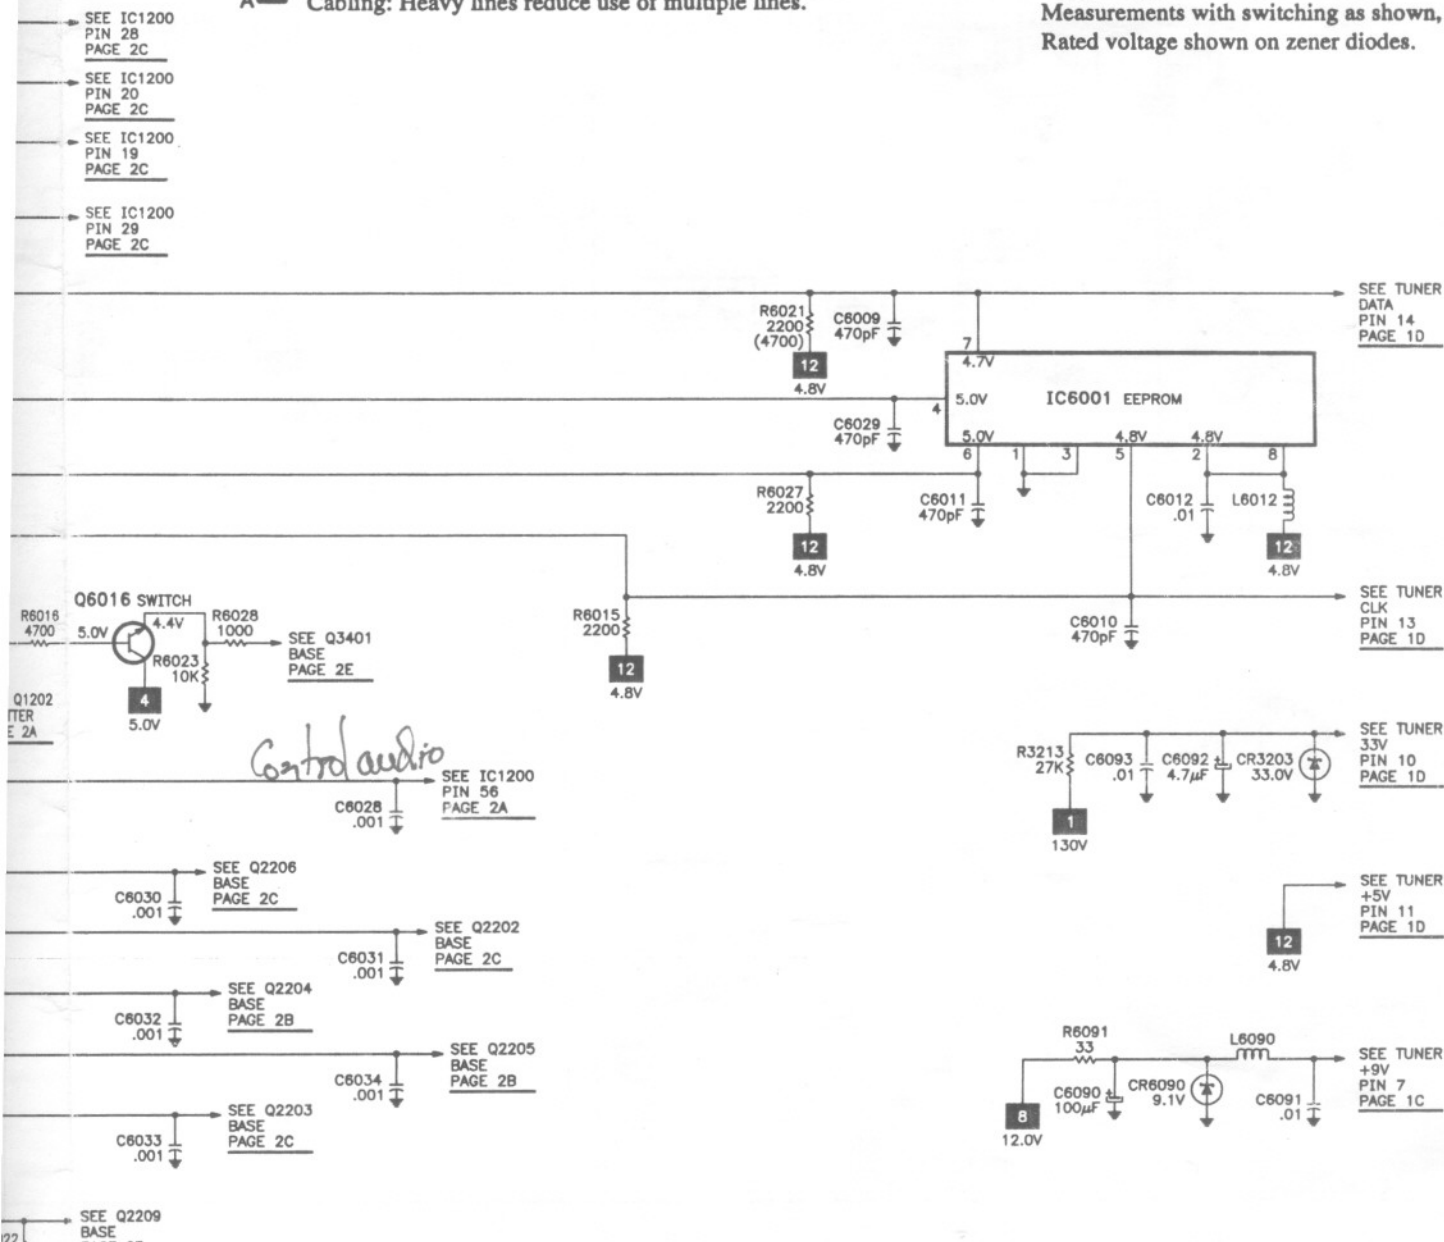 A Cabling: Heavy lines reduce use of multiple lines.
Measurements with switching as shown,
Rated voltage shown on zener diodes.
SEE IC1200
PIN 28
PAGE 2C
SEE IC1200
PIN 20
PAGE 2C
SEE IC1200
PIN 19
PAGE 2C
SEE IC1200
PIN 29
PAGE 2C
SEE TUNER
DATA
PIN 14
PAGE 1D
R6021
2200
(4700)
12
4.8V
C6009
470pF
7
4.7V
4
5.0V
IC6001 EEPROM
C6029
470pF
5.0V
4.8V
4.8V
6
1
3
5
2
8
R6027
2200
12
4.8V
C6011
470pF
C6012
.01
L6012
12
4.8V
Q6016 SWITCH
R6016
4700
5.0V
4.4V
R6028
1000
R6023
10K
SEE Q3401
BASE
PAGE 2E
4
5.0V
Q1202
TTER
E 2A
R6015
2200
12
4.8V
C6010
470pF
SEE TUNER
CLK
PIN 13
PAGE 1D
Control audio
SEE IC1200
PIN 56
PAGE 2A
C6028
.001
R3213
27K
C6093
.01
C6092
4.7µF
CR3203
33.0V
1
130V
SEE TUNER
33V
PIN 10
PAGE 1D
SEE Q2206
BASE
PAGE 2C
C6030
.001
SEE Q2202
BASE
PAGE 2C
C6031
.001
SEE TUNER
+5V
PIN 11
PAGE 1D
12
4.8V
SEE Q2204
BASE
PAGE 2B
C6032
.001
SEE Q2205
BASE
PAGE 2B
C6034
.001
R6091
33
L6090
C6090
100µF
CR6090
9.1V
C6091
.01
8
12.0V
SEE TUNER
+9V
PIN 7
PAGE 1C
SEE Q2203
BASE
PAGE 2C
C6033
.001
SEE Q2209
BASE
022